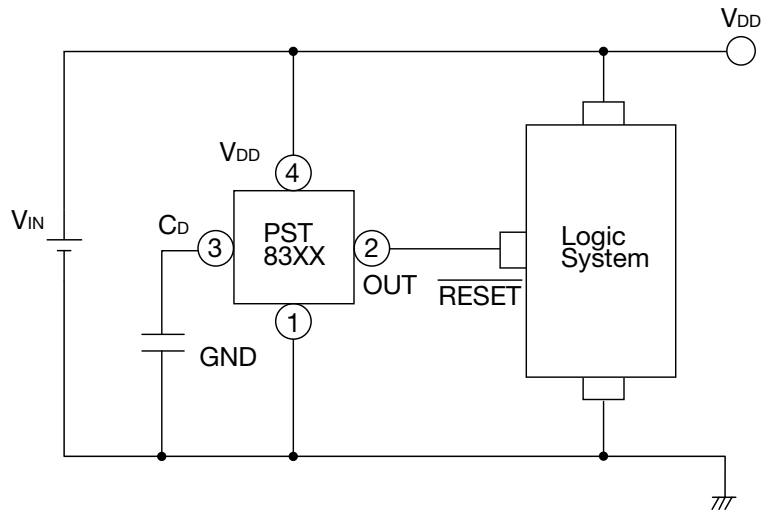 VDD
VDD
4
VIN
CD
3
PST
83XX
2
OUT
RESET
Logic
System
1
GND